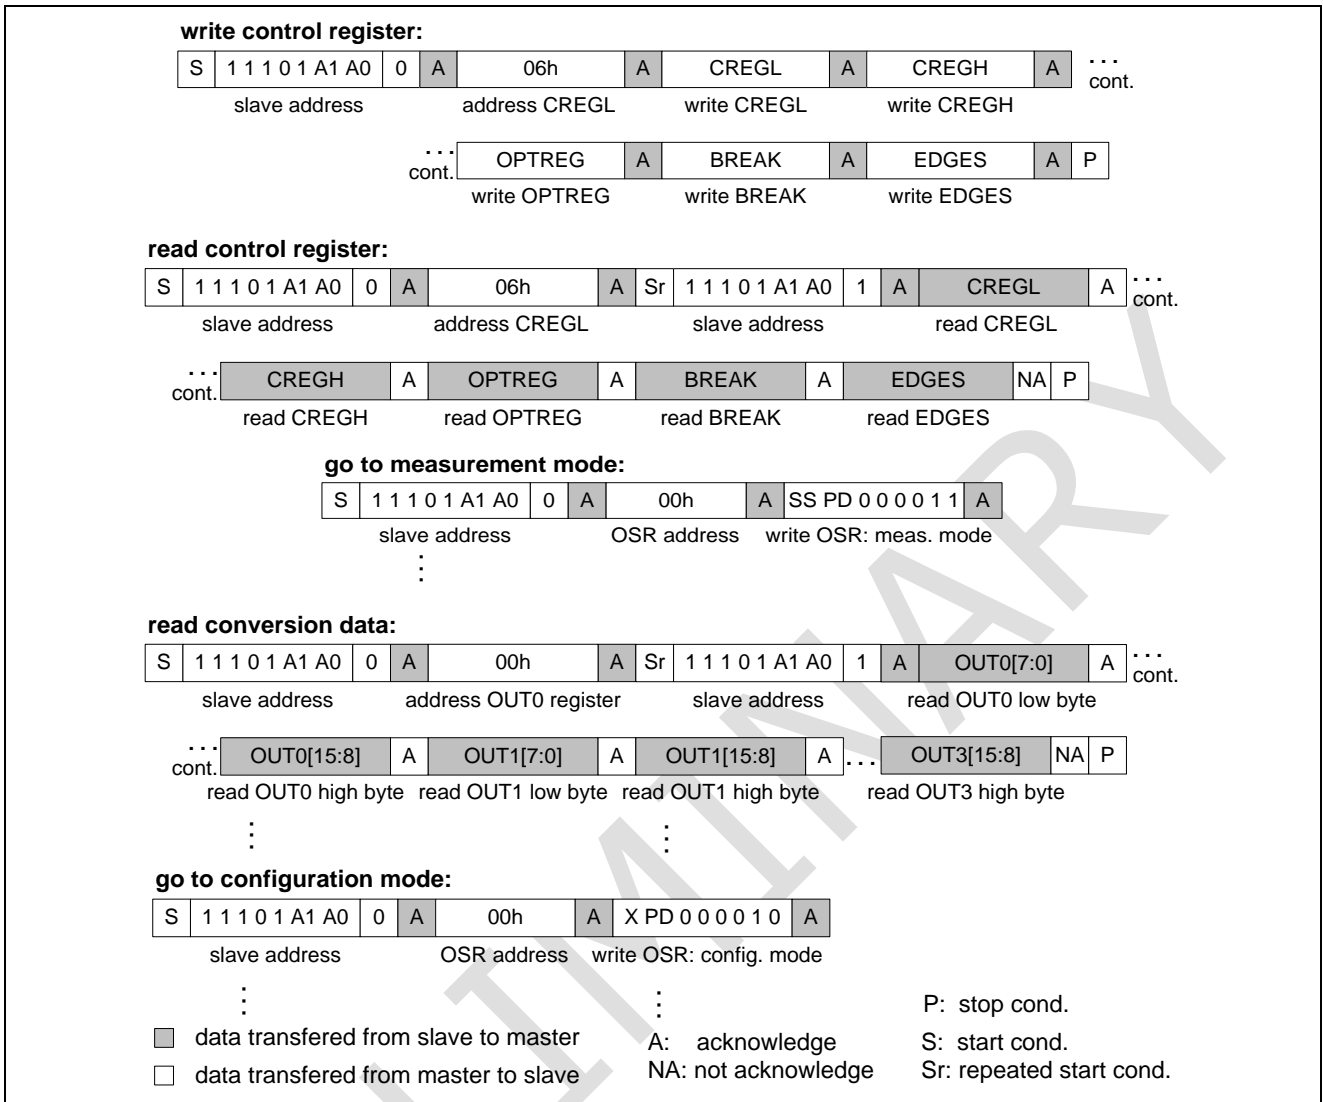 write control register:
S 1 1 1 0 1 A1 A0 0 A 06h A CREGL A CREGH A ...
cont.
slave address address CREGL write CREGL write CREGH
... OPTREG A BREAK A EDGES A P
cont.
write OPTREG write BREAK write EDGES
read control register:
S 1 1 1 0 1 A1 A0 0 A 06h A Sr 1 1 1 0 1 A1 A0 1 A CREGL A ...
cont.
slave address address CREGL slave address read CREGL
... CREGH A OPTREG A BREAK A EDGES NA P
cont.
read CREGH read OPTREG read BREAK read EDGES
go to measurement mode:
S 1 1 1 0 1 A1 A0 0 A 00h A SS PD 0 0 0 0 1 1 A
slave address OSR address write OSR: meas. mode
read conversion data:
S 1 1 1 0 1 A1 A0 0 A 00h A Sr 1 1 1 0 1 A1 A0 1 A OUT0[7:0] A ...
cont.
slave address address OUT0 register slave address read OUT0 low byte
... OUT0[15:8] A OUT1[7:0] A OUT1[15:8] A ... OUT3[15:8] NA P
cont.
read OUT0 high byte read OUT1 low byte read OUT1 high byte read OUT3 high byte
go to configuration mode:
S 1 1 1 0 1 A1 A0 0 A 00h A X PD 0 0 0 0 1 0 A
slave address OSR address write OSR: config. mode
P: stop cond.
data transfered from slave to master A: acknowledge S: start cond.
data transfered from master to slave NA: not acknowledge Sr: repeated start cond.
LIMINARY